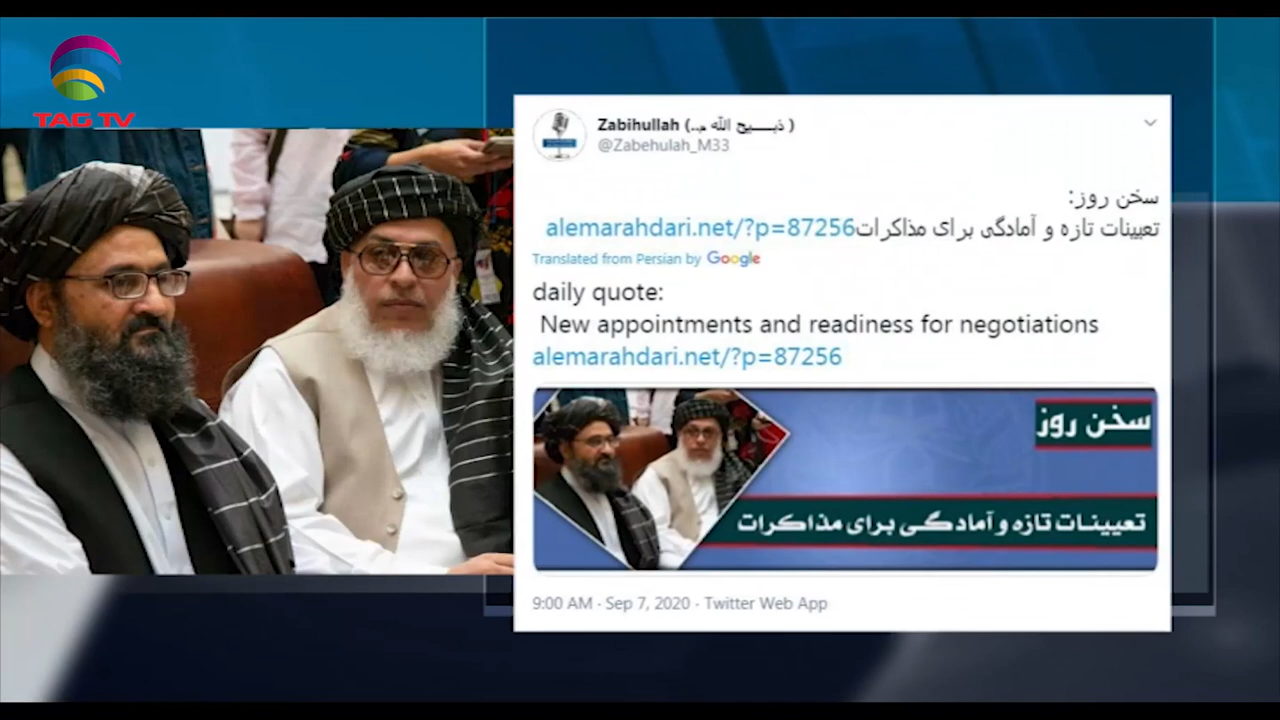 TAG TV
Zabihullah (..ذبـــــیح الله م )
@Zabehulah_M33
سخن روز:
تعیینات تازه و آمادگی برای مذاکراتalemarahdari.net/?p=87256
Translated from Persian by Google
daily quote:
New appointments and readiness for negotiations
alemarahdari.net/?p=87256
سخن روز
تعیینات تازه و آمادگی برای مذاکرات
9:00 AM · Sep 7, 2020 · Twitter Web App